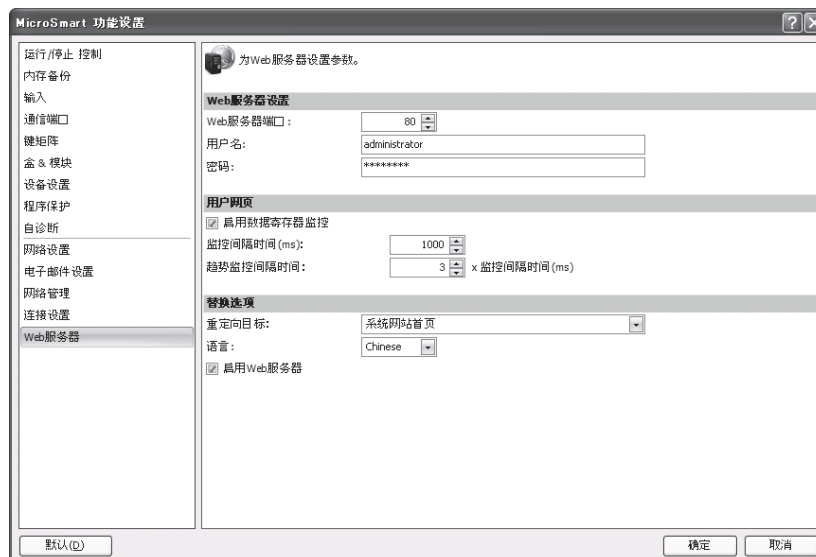 MicroSmart 功能设置
运行/停止 控制
内存备份
输入
通信端口
键矩阵
盒 & 模块
设备设置
程序保护
自诊断
网络设置
电子邮件设置
网络管理
连接设置
Web服务器
为Web服务器设置参数。
Web服务器设置
Web服务器端口: 80
用户名: administrator
密码: ********
用户网页
启用数据寄存器监控
监控间隔时间(ms): 1000
趋势监控间隔时间: 3 x 监控间隔时间(ms)
替换选项
重定向目标: 系统网站首页
语言: Chinese
启用Web服务器
默认(D) 确定 取消